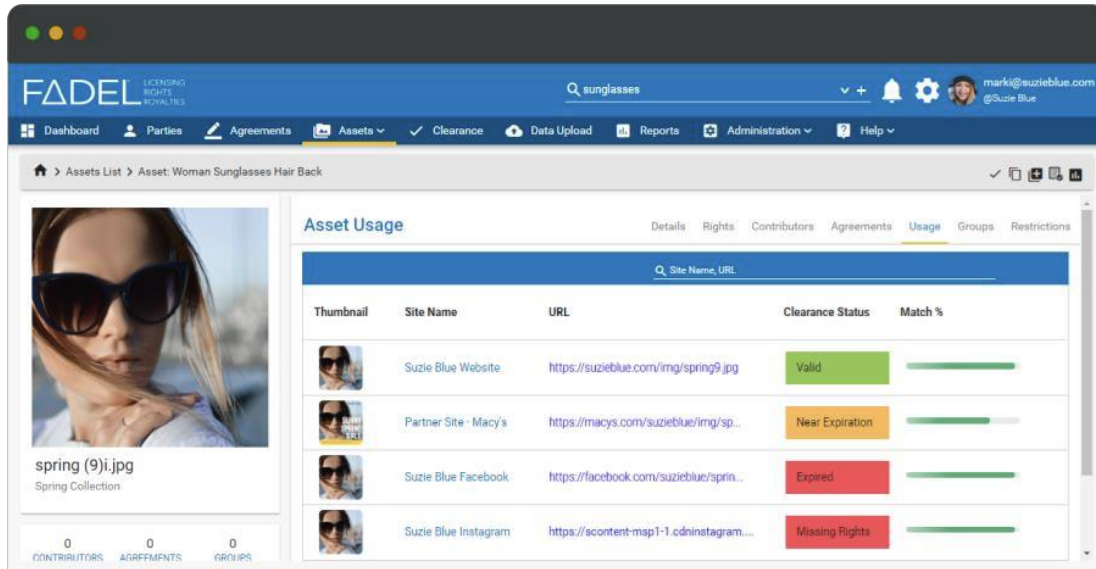 FADEL
LICENSING
RIGHTS
ROYALTIES
sunglasses
marki@suzieblue.com
@Suzie Blue
Dashboard Parties Agreements Assets Clearance Data Upload Reports Administration Help
> Assets List > Asset: Woman Sunglasses Hair Back
Asset Usage
Details Rights Contributors Agreements Usage Groups Restrictions
Site Name, URL
Thumbnail Site Name URL Clearance Status Match %
Suzie Blue Website https://suzieblue.com/img/spring9.jpg Valid
SUNNY
SPRING
SALE
Partner Site - Macy's https://macys.com/suzieblue/img/sp... Near Expiration
Suzie Blue Facebook https://facebook.com/suzieblue/sprin... Expired
Suzie Blue Instagram https://scontent-msp1-1.cdninstagram.... Missing Rights
spring (9)i.jpg
Spring Collection
0 0 0
CONTRIBUTORS AGREEMENTS GROUPS